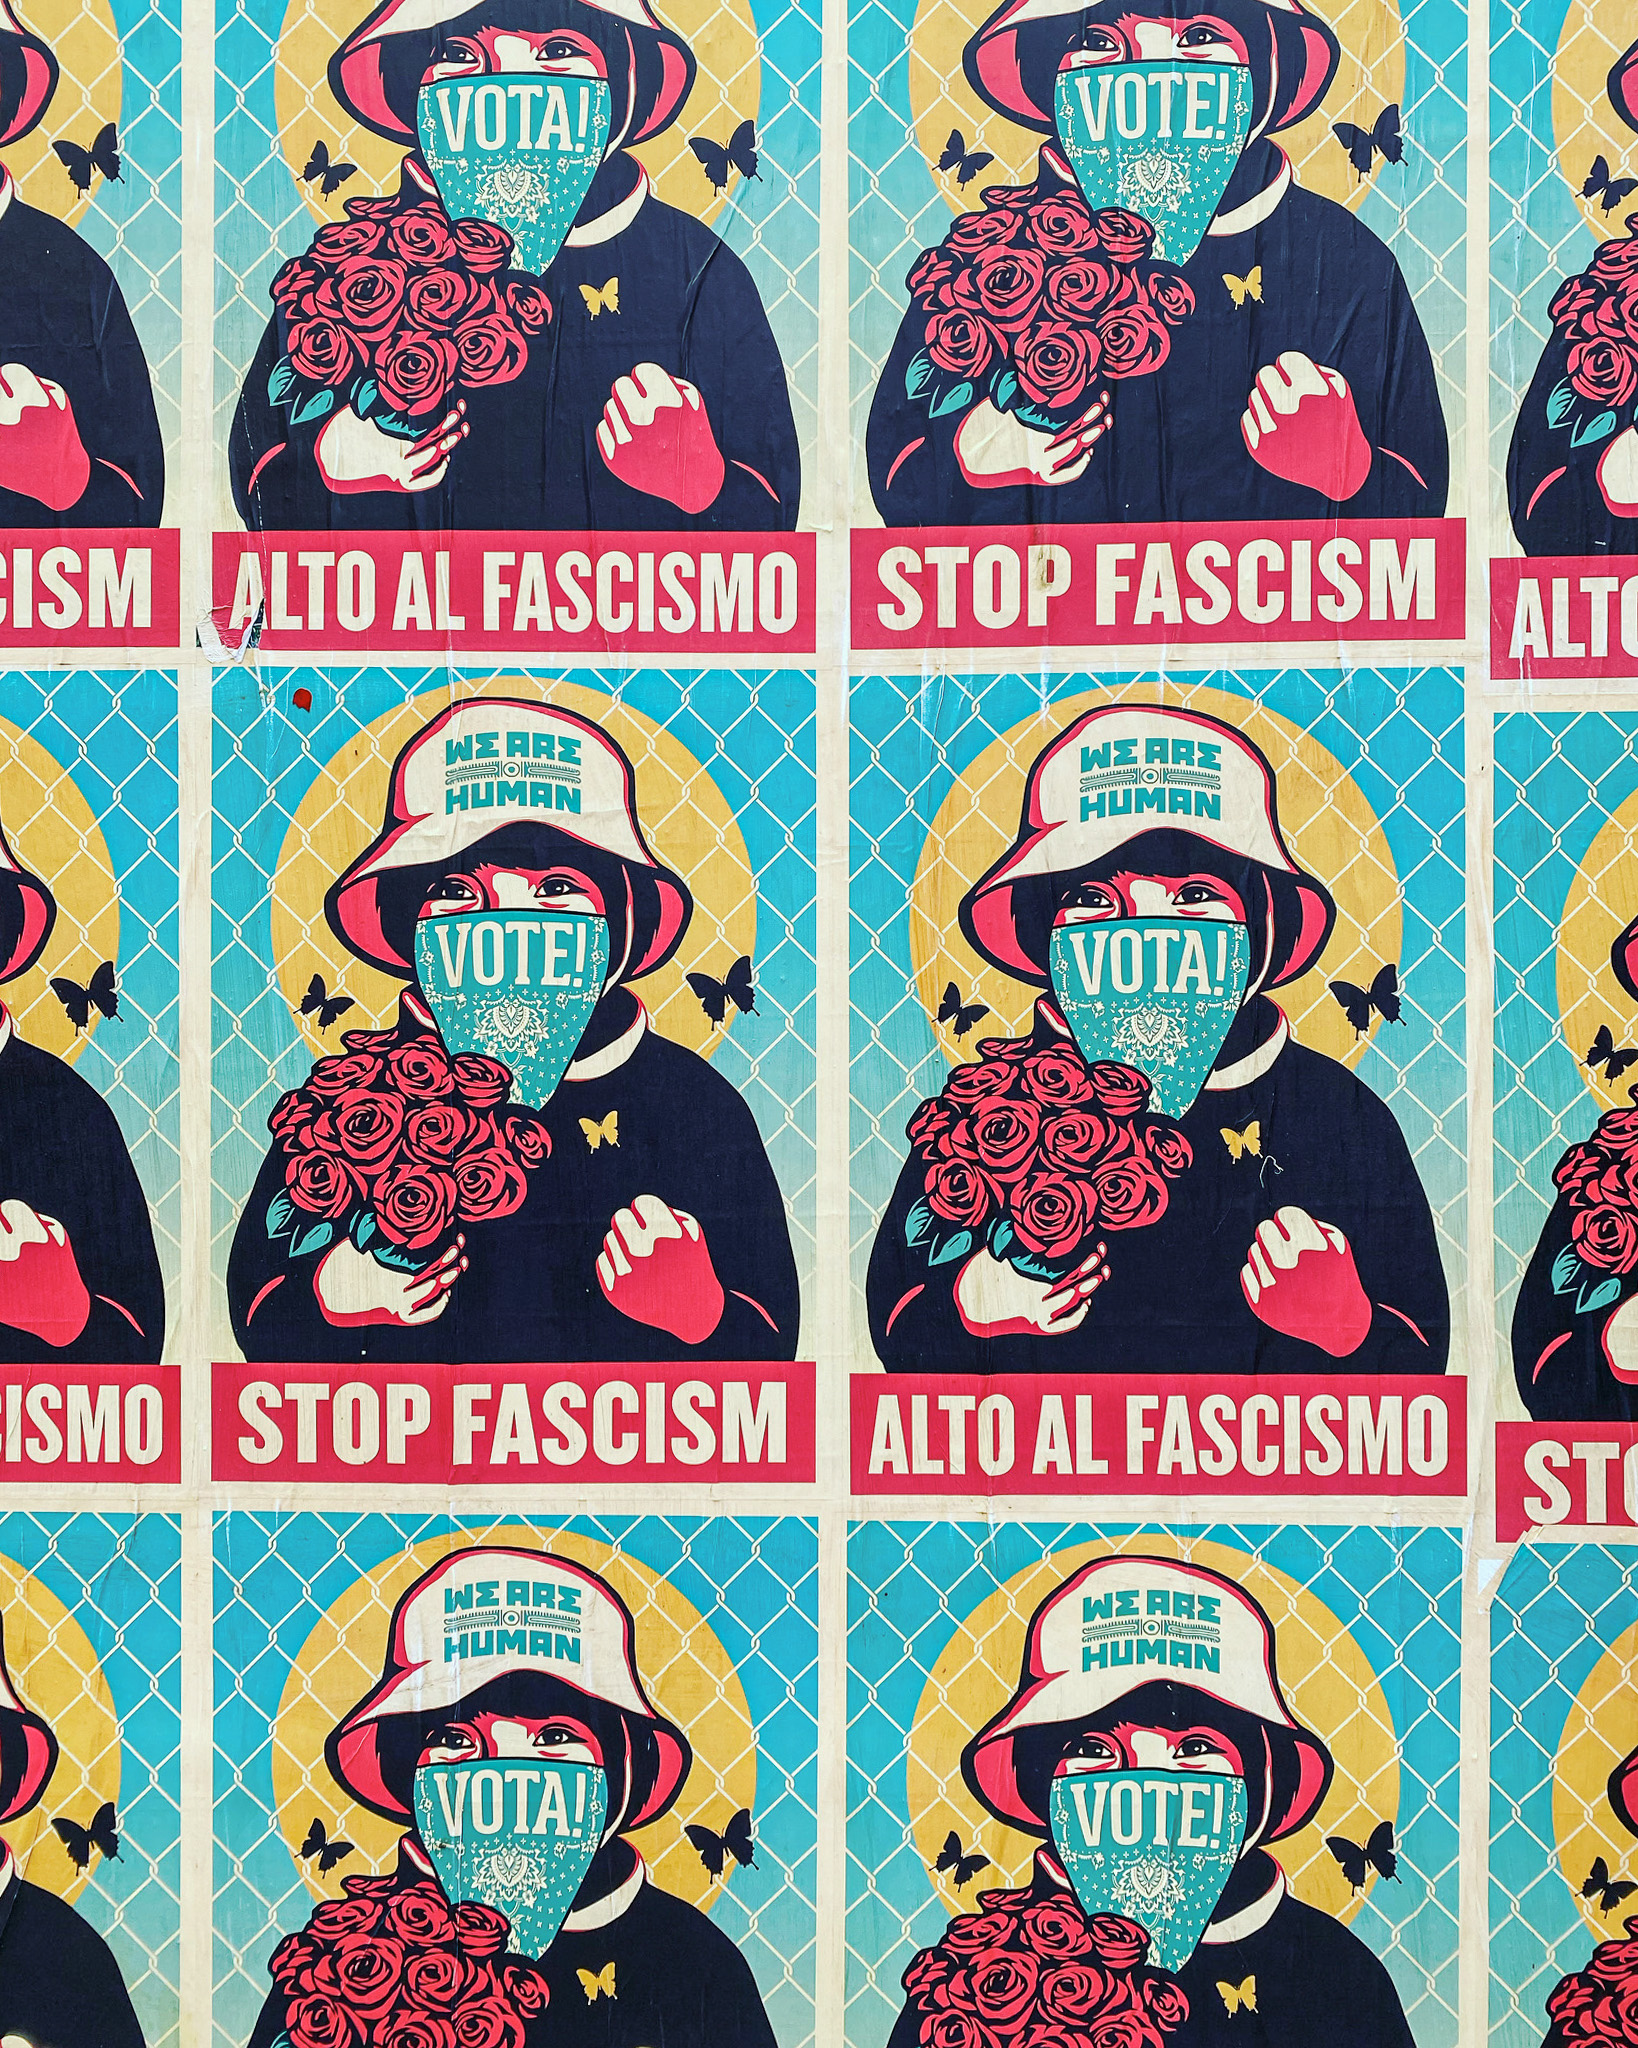 VOTA!
VOTE!
CISM
ALTO AL FASCISMO
STOP FASCISM
ALTO
WE ARE
HUMAN
WE ARE
HUMAN
VOTE!
VOTA!
CISMO
STOP FASCISM
ALTO AL FASCISMO
STO
WE ARE
HUMAN
WE ARE
HUMAN
VOTA!
VOTE!